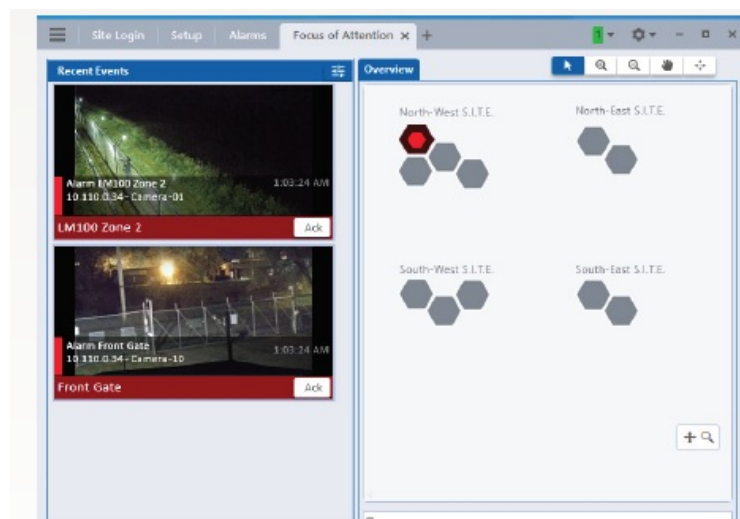 Site Login Setup Alarms Focus of Attention × +
1
Recent Events
Alarm LM100 Zone 2 1:03:24 AM
10.110.0.34- Camera-01
LM100 Zone 2 Ack
Alarm Front Gate
10.110.0.34- Camera-10 1:03:24 AM
Front Gate Ack
Overview
North-West S.I.T.E. North-East S.I.T.E.
South-West S.I.T.E. South-East S.I.T.E.